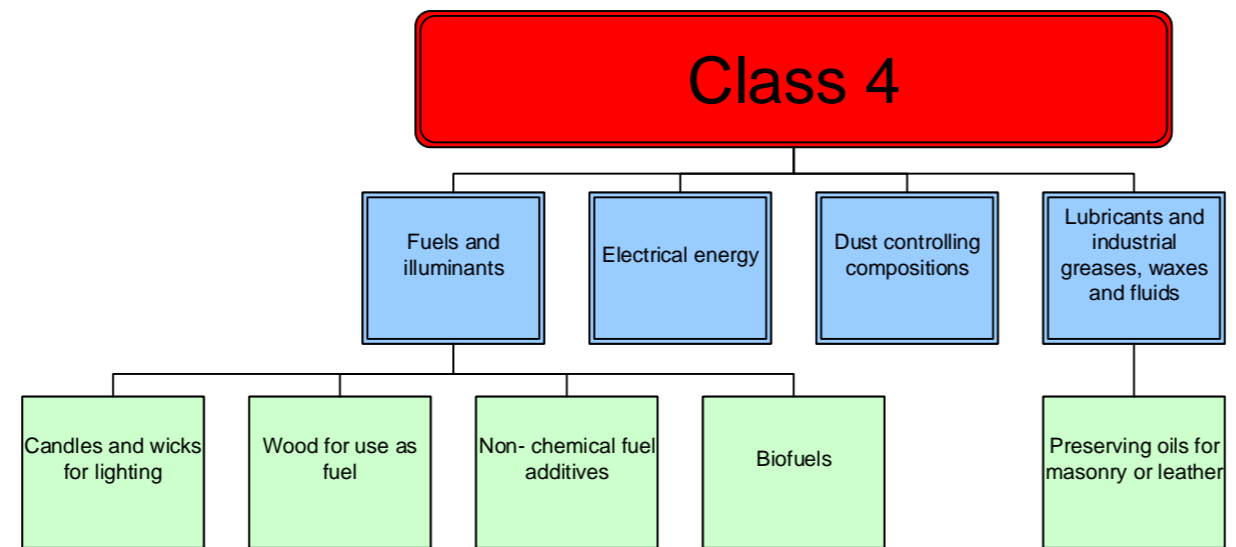 Class 4
Fuels and
illuminants
Electrical energy
Dust controlling
compositions
Lubricants and
industrial
greases, waxes
and fluids
Candles and wicks
for lighting
Wood for use as
fuel
Non- chemical fuel
additives
Biofuels
Preserving oils for
masonry or leather